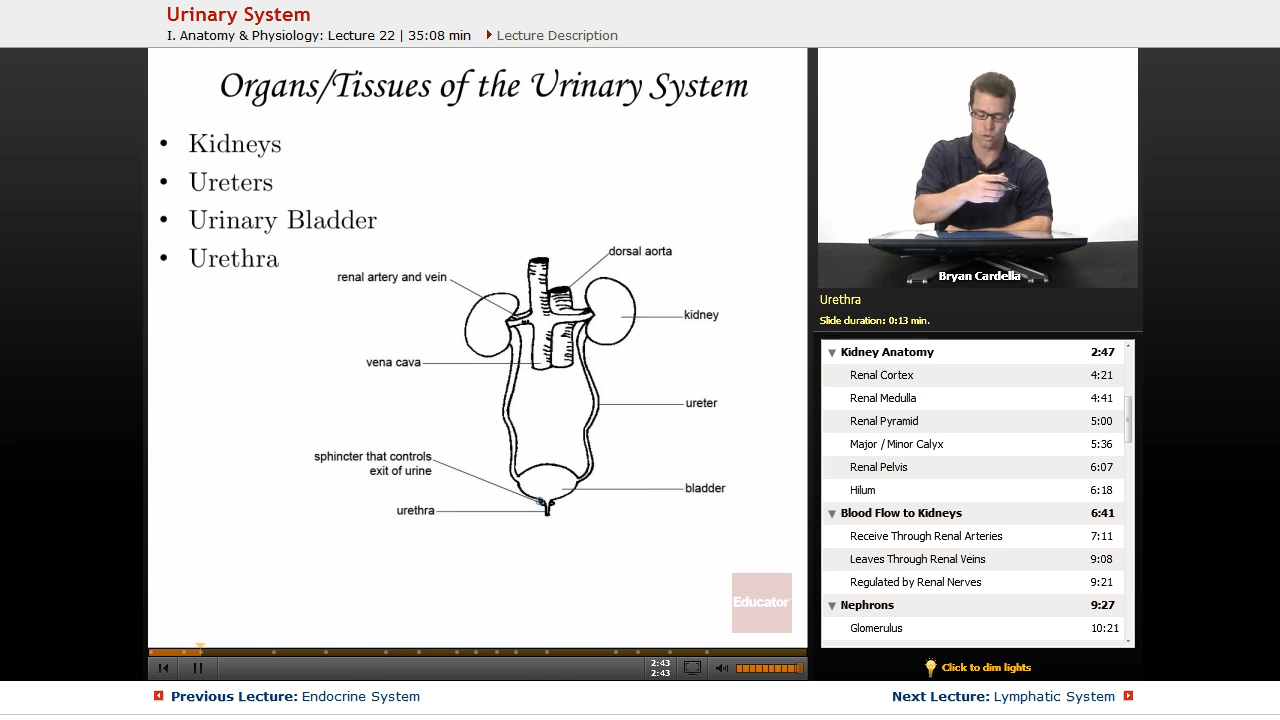 Urinary System
I. Anatomy & Physiology: Lecture 22 | 35:08 min Lecture Description
Organs/Tissues of the Urinary System
• Kidneys
• Ureters
• Urinary Bladder
• Urethra
dorsal aorta
renal artery and vein
kidney
vena cava
ureter
sphincter that controls
exit of urine
bladder
urethra
Educator
2:43
2:43
Bryan Cardella
Urethra
Slide duration: 0:13 min.
Kidney Anatomy 2:47
Renal Cortex 4:21
Renal Medulla 4:41
Renal Pyramid 5:00
Major / Minor Calyx 5:36
Renal Pelvis 6:07
Hilum 6:18
Blood Flow to Kidneys 6:41
Receive Through Renal Arteries 7:11
Leaves Through Renal Veins 9:08
Regulated by Renal Nerves 9:21
Nephrons 9:27
Glomerulus 10:21
Click to dim lights
Previous Lecture: Endocrine System
Next Lecture: Lymphatic System